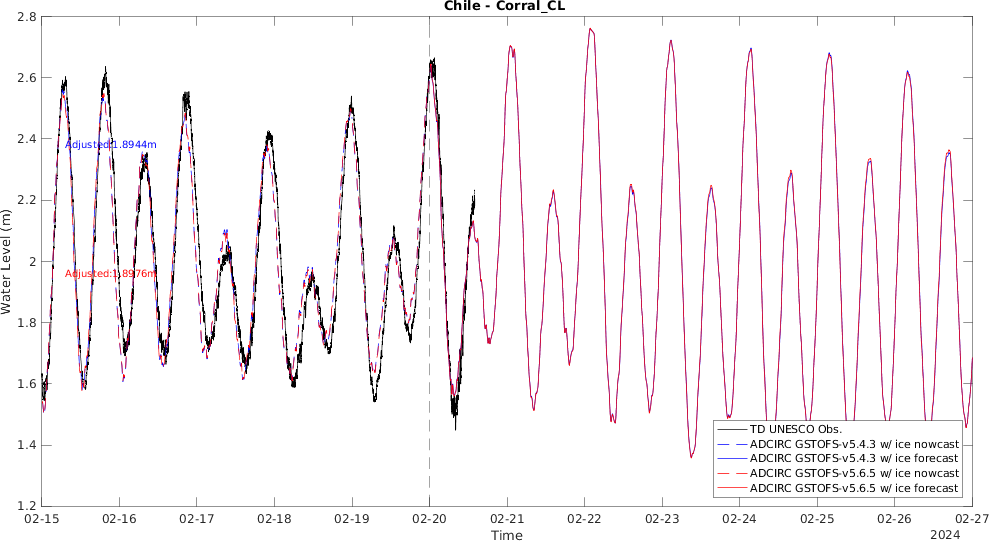 Chile - Corral_CL
2.8
2.6
2.4
2.2
2
1.8
1.6
1.4
1.2
Water Level (m)
Adjusted:1.8944m
Adjusted:1.8976m
TD UNESCO Obs.
ADCIRC GSTOFS-v5.4.3 w/ ice nowcast
ADCIRC GSTOFS-v5.4.3 w/ ice forecast
ADCIRC GSTOFS-v5.6.5 w/ ice nowcast
ADCIRC GSTOFS-v5.6.5 w/ ice forecast
02-15 02-16 02-17 02-18 02-19 02-20 02-21 02-22 02-23 02-24 02-25 02-26 02-27
Time
2024